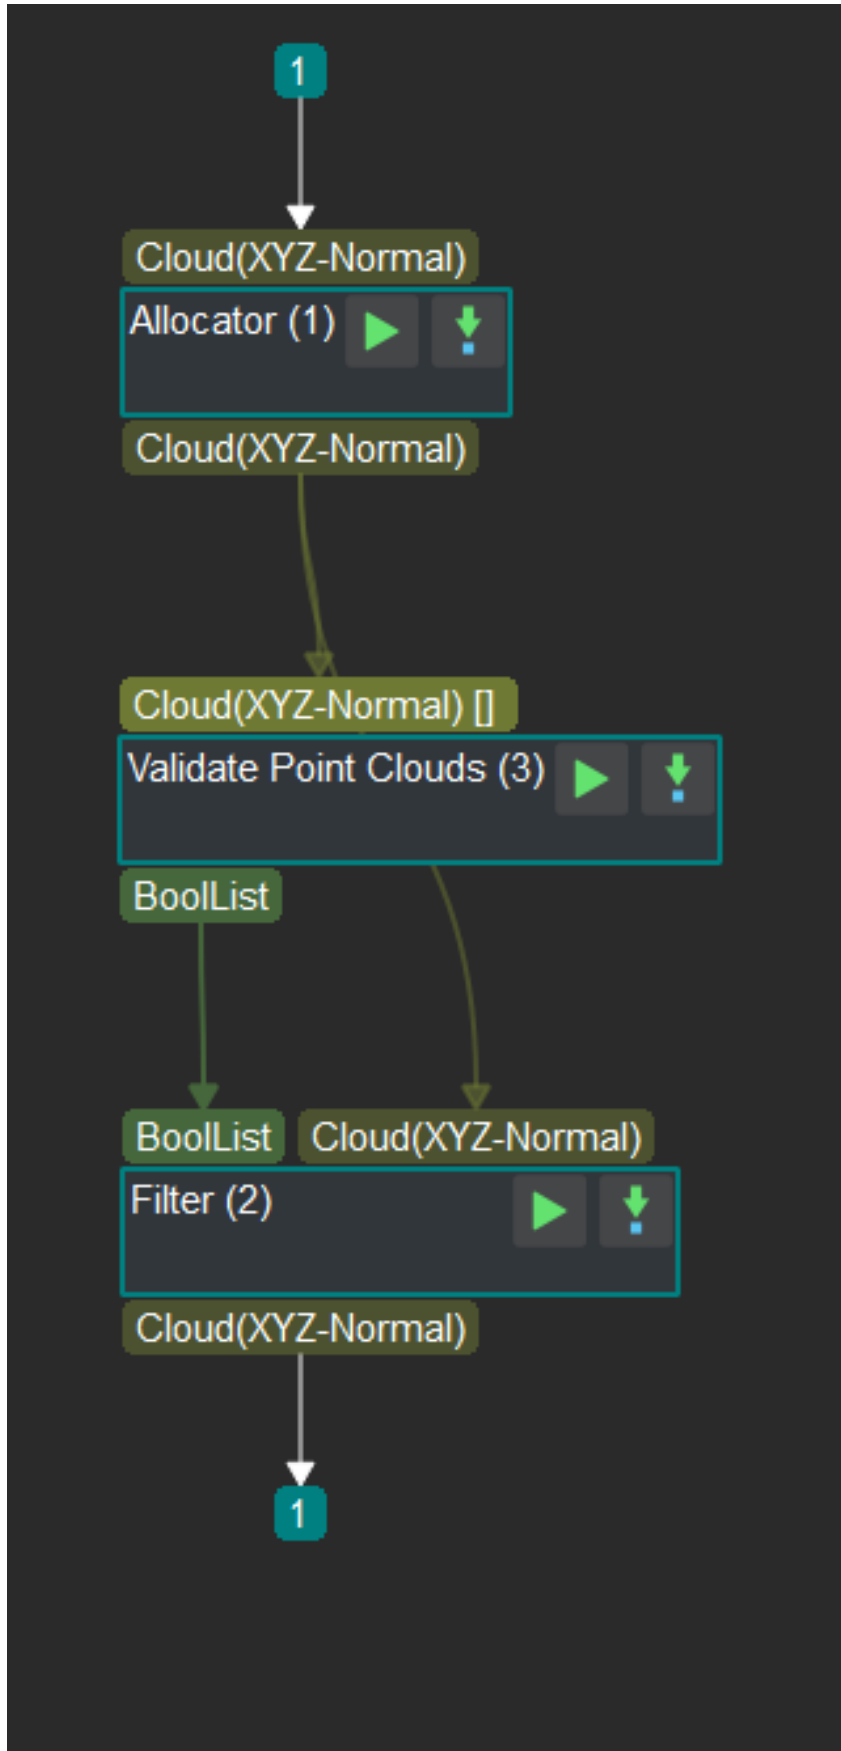 1
Cloud(XYZ-Normal)
Allocator (1)
Cloud(XYZ-Normal)
Cloud(XYZ-Normal) []
Validate Point Clouds (3)
BoolList
BoolList Cloud(XYZ-Normal)
Filter (2)
Cloud(XYZ-Normal)
1